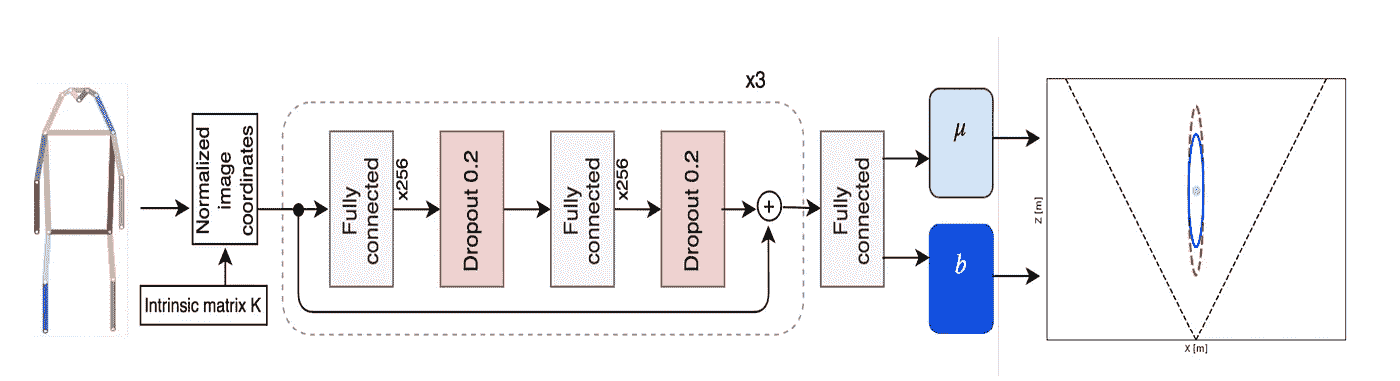 x3
Normalized
image
coordinates
Intrinsic matrix K
Fully
connected
x256
Dropout 0.2
Fully
connected
x256
Dropout 0.2
+
Fully
connected
μ
b
Z [m]
X [m]